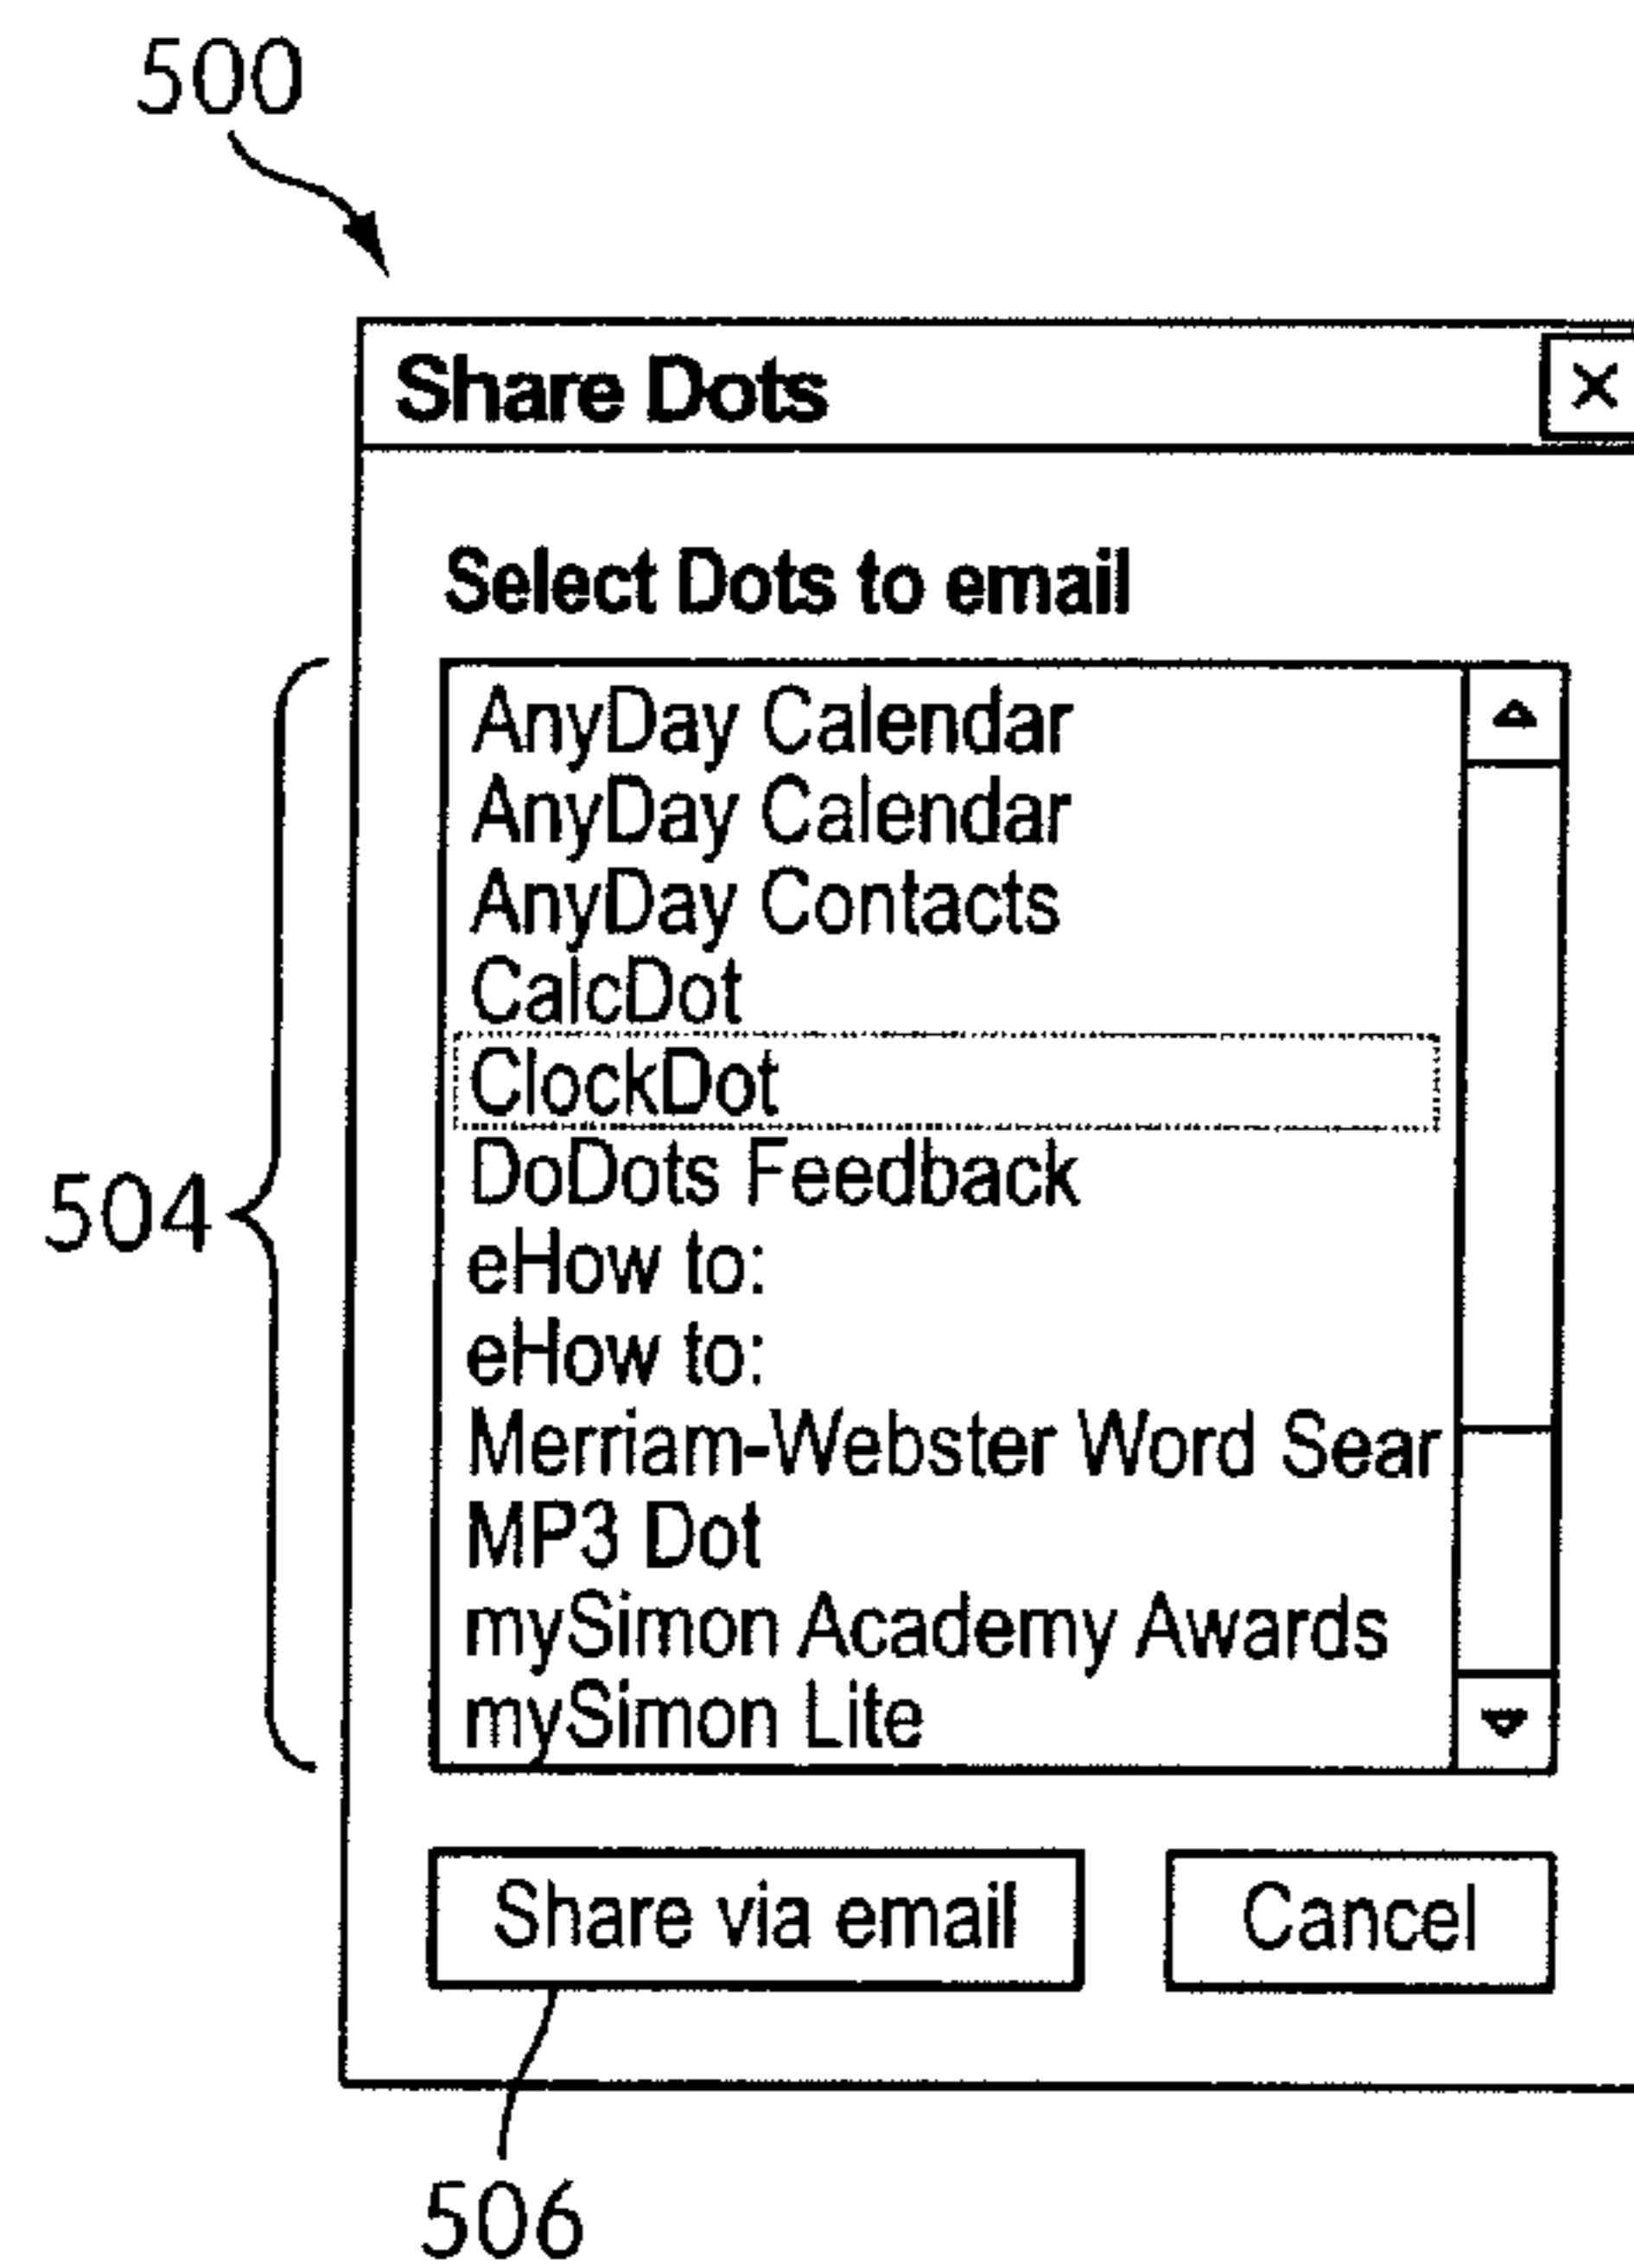 500
Share Dots
X
Select Dots to email
AnyDay Calendar
AnyDay Calendar
AnyDay Contacts
CalcDot
ClockDot
DoDots Feedback
504
eHow to:
eHow to:
Merriam-Webster Word Sear
MP3 Dot
mySimon Academy Awards
mySimon Lite
Share via email Cancel
506